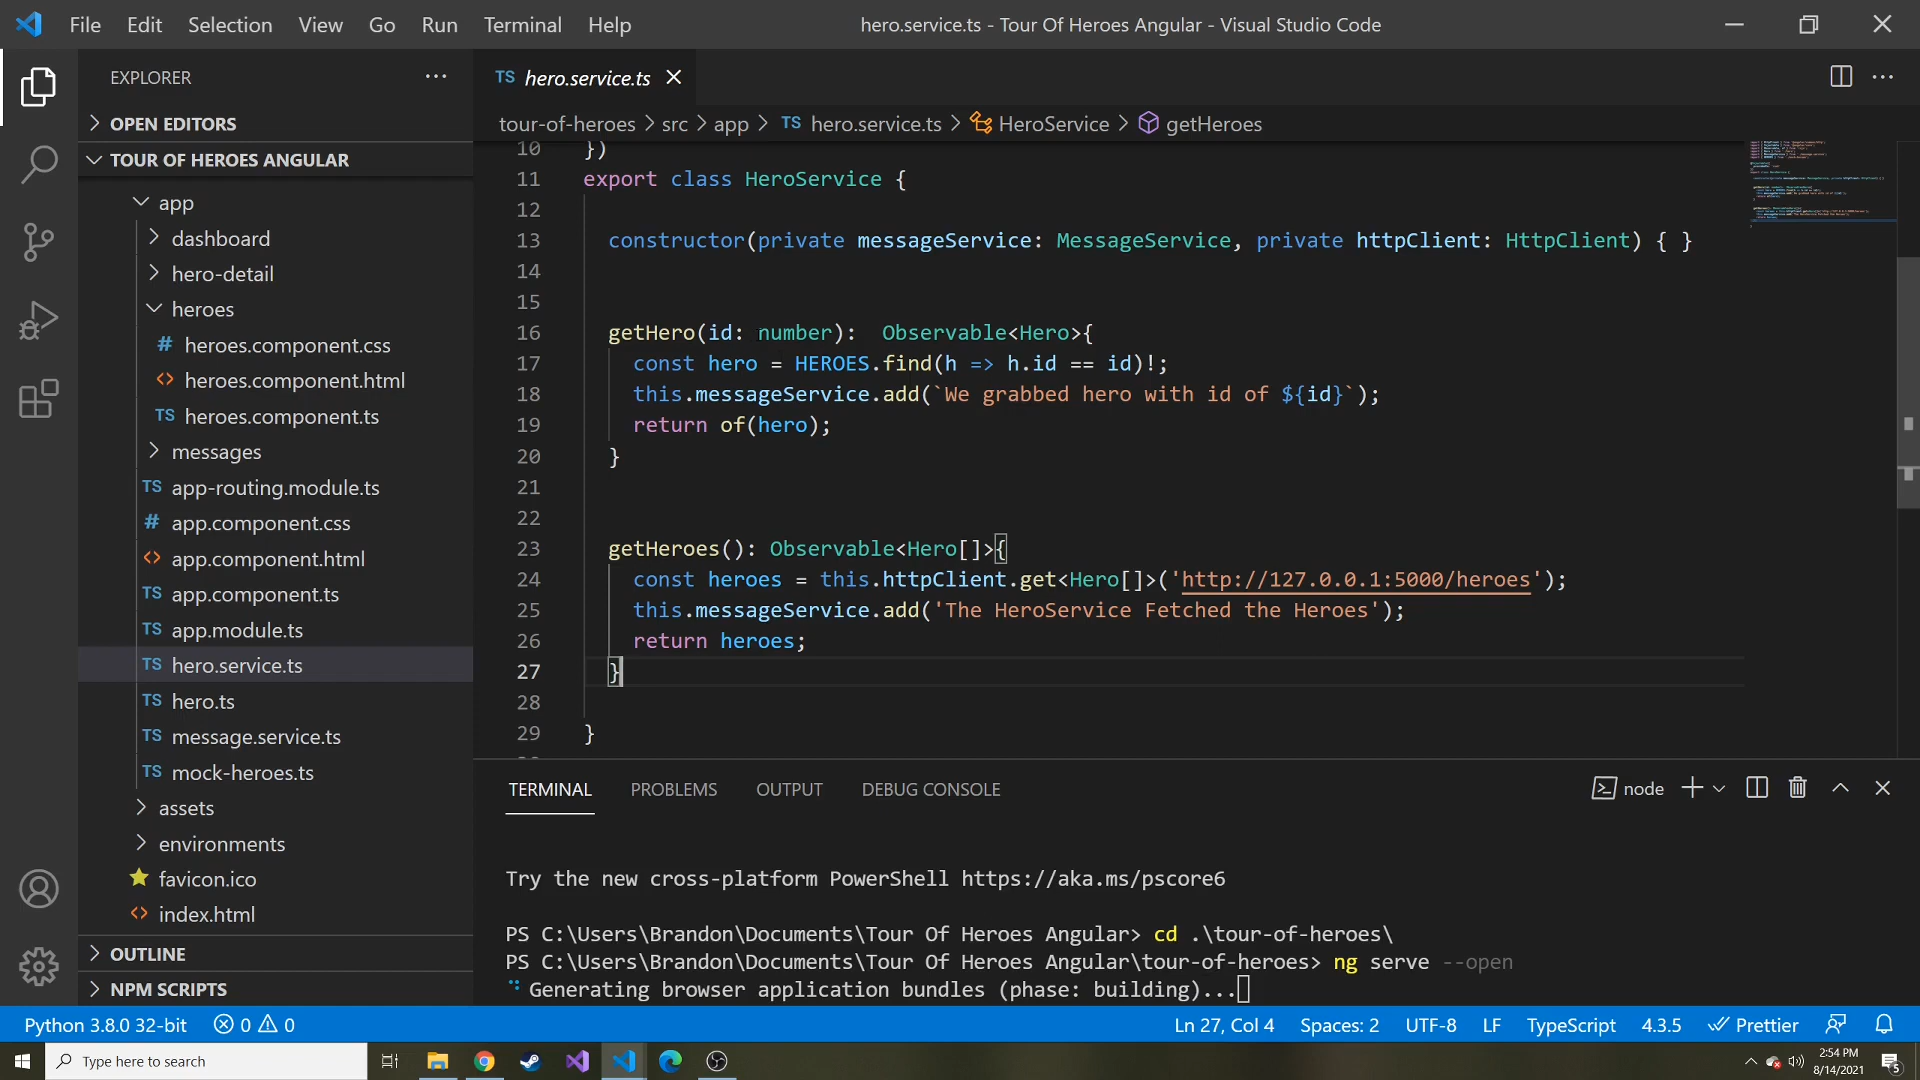 File Edit Selection View Go Run Terminal Help hero.service.ts - Tour Of Heroes Angular - Visual Studio Code
EXPLORER
OPEN EDITORS
TOUR OF HEROES ANGULAR
app
dashboard
hero-detail
heroes
# heroes.component.css
<> heroes.component.html
TS heroes.component.ts
messages
TS app-routing.module.ts
# app.component.css
<> app.component.html
TS app.component.ts
TS app.module.ts
TS hero.service.ts
TS hero.ts
TS message.service.ts
TS mock-heroes.ts
assets
environments
favicon.ico
<> index.html
OUTLINE
NPM SCRIPTS
TS hero.service.ts
tour-of-heroes > src > app > TS hero.service.ts > HeroService > getHeroes
10 })
11 export class HeroService {
12
13 constructor(private messageService: MessageService, private httpClient: HttpClient) { }
14
15
16 getHero(id: number):  Observable<Hero>{
17 const hero = HEROES.find(h => h.id == id)!;
18 this.messageService.add(`We grabbed hero with id of ${id}`);
19 return of(hero);
20 }
21
22
23 getHeroes(): Observable<Hero[]>{
24 const heroes = this.httpClient.get<Hero[]>('http://127.0.0.1:5000/heroes');
25 this.messageService.add('The HeroService Fetched the Heroes');
26 return heroes;
27 }
28
29 }
TERMINAL PROBLEMS OUTPUT DEBUG CONSOLE node
Try the new cross-platform PowerShell https://aka.ms/pscore6
PS C:\Users\Brandon\Documents\Tour Of Heroes Angular> cd .\tour-of-heroes\
PS C:\Users\Brandon\Documents\Tour Of Heroes Angular\tour-of-heroes> ng serve --open
Generating browser application bundles (phase: building)...
Python 3.8.0 32-bit 0 0 Ln 27, Col 4 Spaces: 2 UTF-8 LF TypeScript 4.3.5 Prettier
Type here to search
2:54 PM
8/14/2021
5